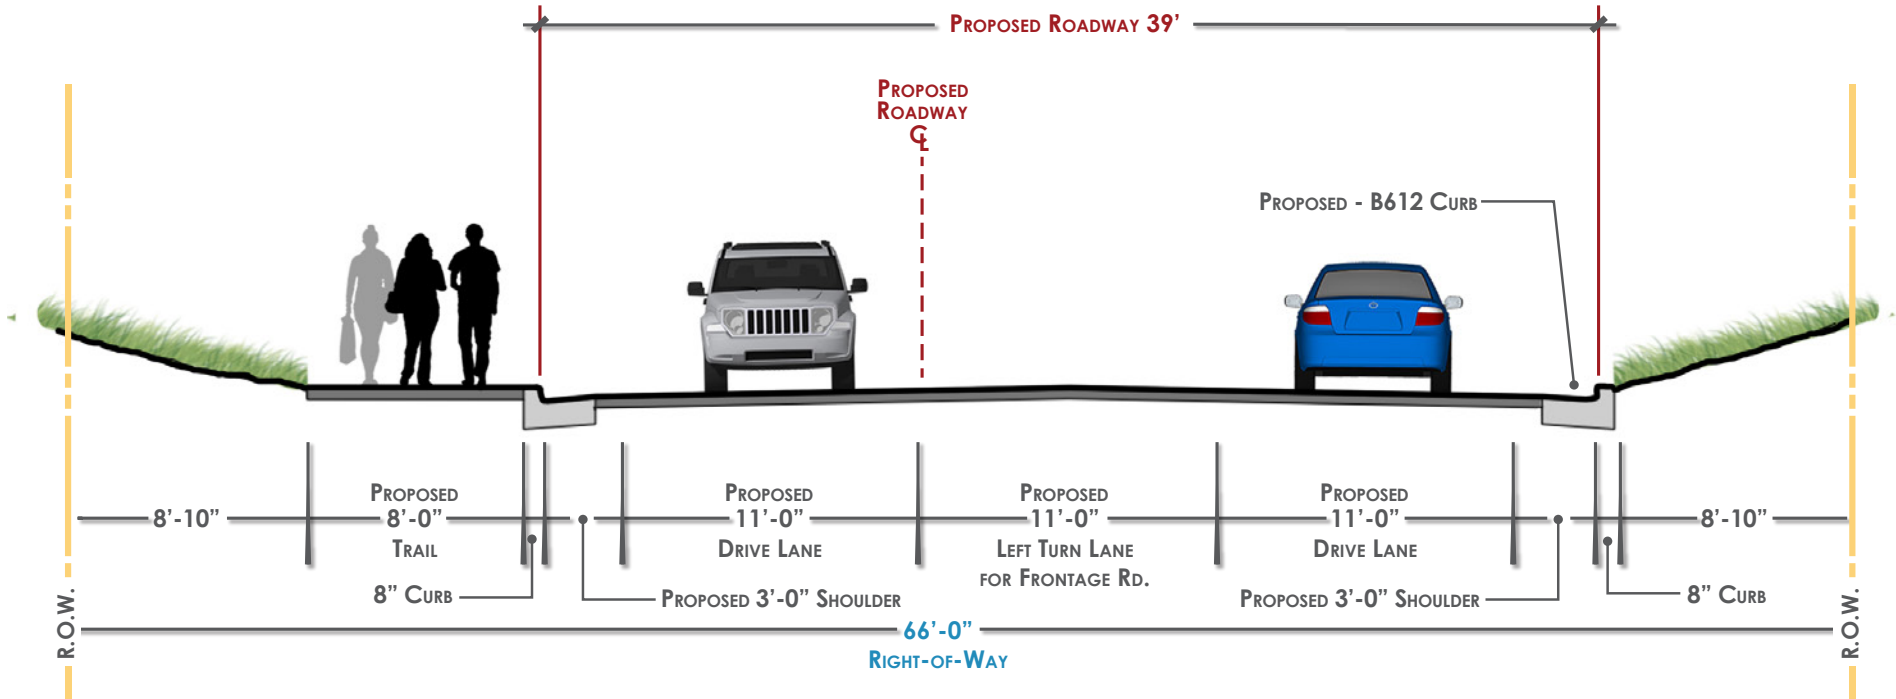 Proposed Roadway 39'
Proposed
Roadway
℄
Proposed - B612 Curb
8'-10"
Proposed
8'-0"
Trail
Proposed
11'-0"
Drive Lane
Proposed
11'-0"
Left Turn Lane
for Frontage Rd.
Proposed
11'-0"
Drive Lane
8'-10"
8" Curb
Proposed 3'-0" Shoulder
Proposed 3'-0" Shoulder
8" Curb
R.O.W.
66'-0"
Right-of-Way
R.O.W.